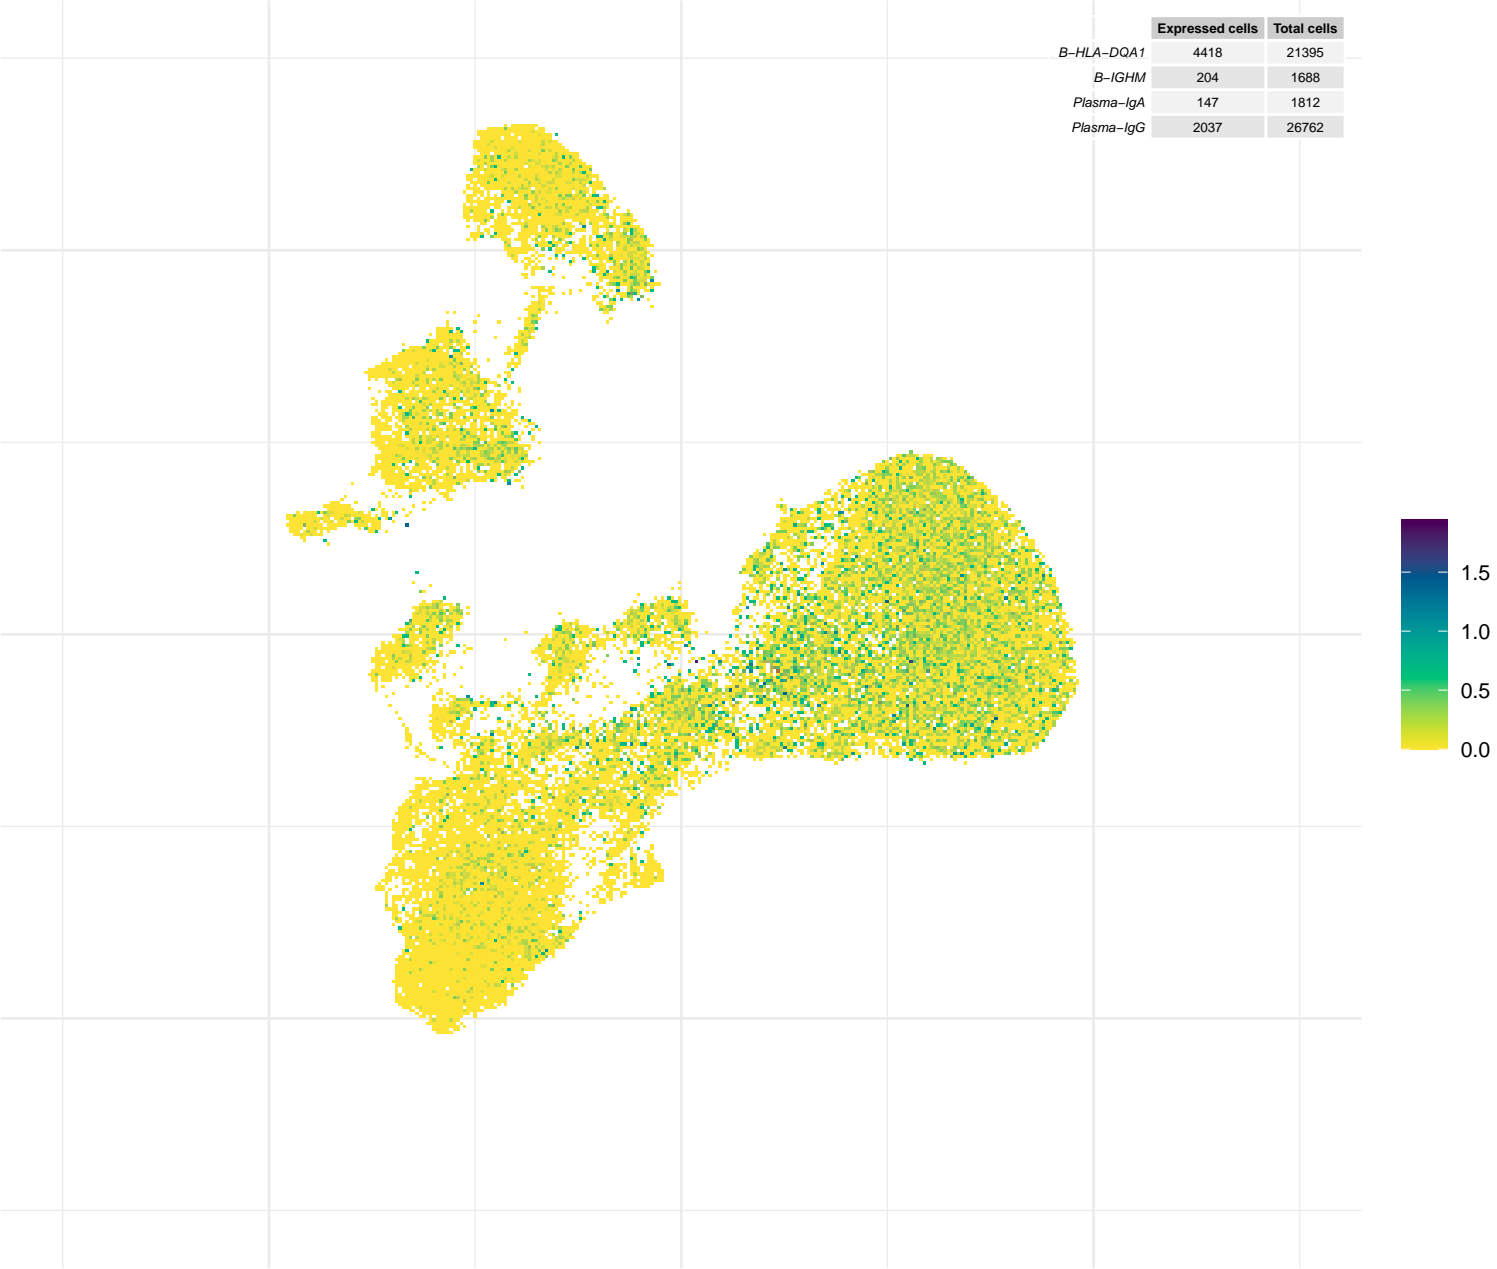 Expressed cells Total cells
B−HLA−DQA1 4418 21395
B−IGHM 204 1688
Plasma−IgA 147 1812
Plasma−IgG 2037 26762
1.5
1.0
0.5
0.0